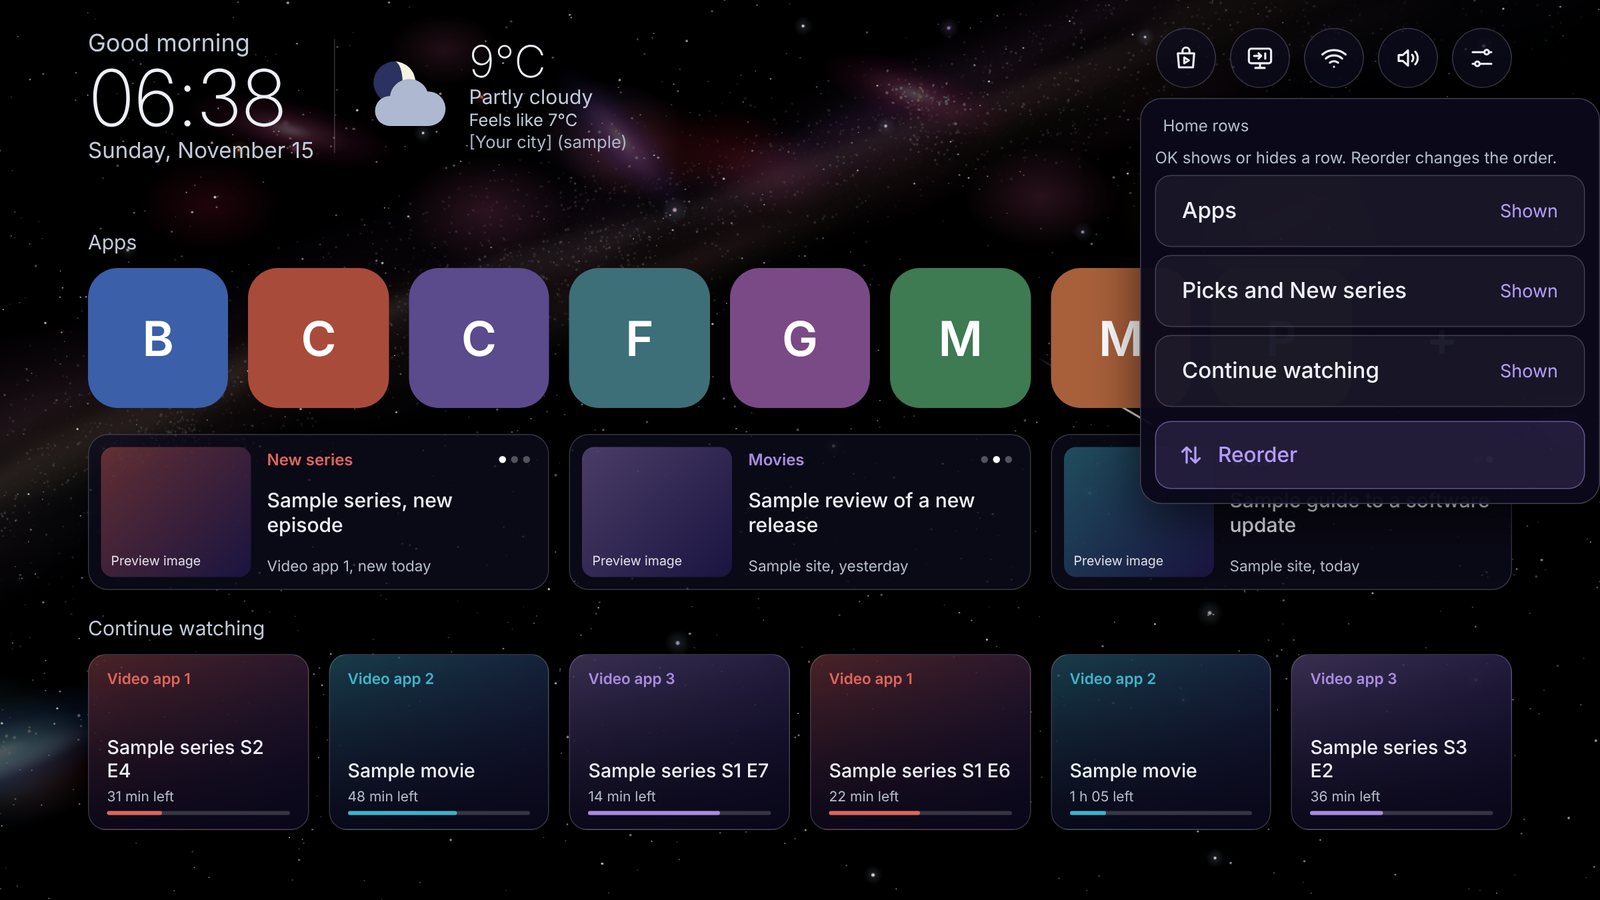 Good morning
06:38
Sunday, November 15
9°C
Partly cloudy
Feels like 7°C
[Your city] (sample)
Home rows
OK shows or hides a row. Reorder changes the order.
Apps
Shown
Picks and New series
Shown
Continue watching
Shown
Reorder
Apps
B
C
C
F
G
M
M
P
+
New series
Sample series, new
episode
Preview image
Video app 1, new today
Movies
Sample review of a new
release
Preview image
Sample site, yesterday
Sample guide to a software
update
Preview image
Sample site, today
Continue watching
Video app 1
Sample series S2
E4
31 min left
Video app 2
Sample movie
48 min left
Video app 3
Sample series S1 E7
14 min left
Video app 1
Sample series S1 E6
22 min left
Video app 2
Sample movie
1 h 05 left
Video app 3
Sample series S3
E2
36 min left